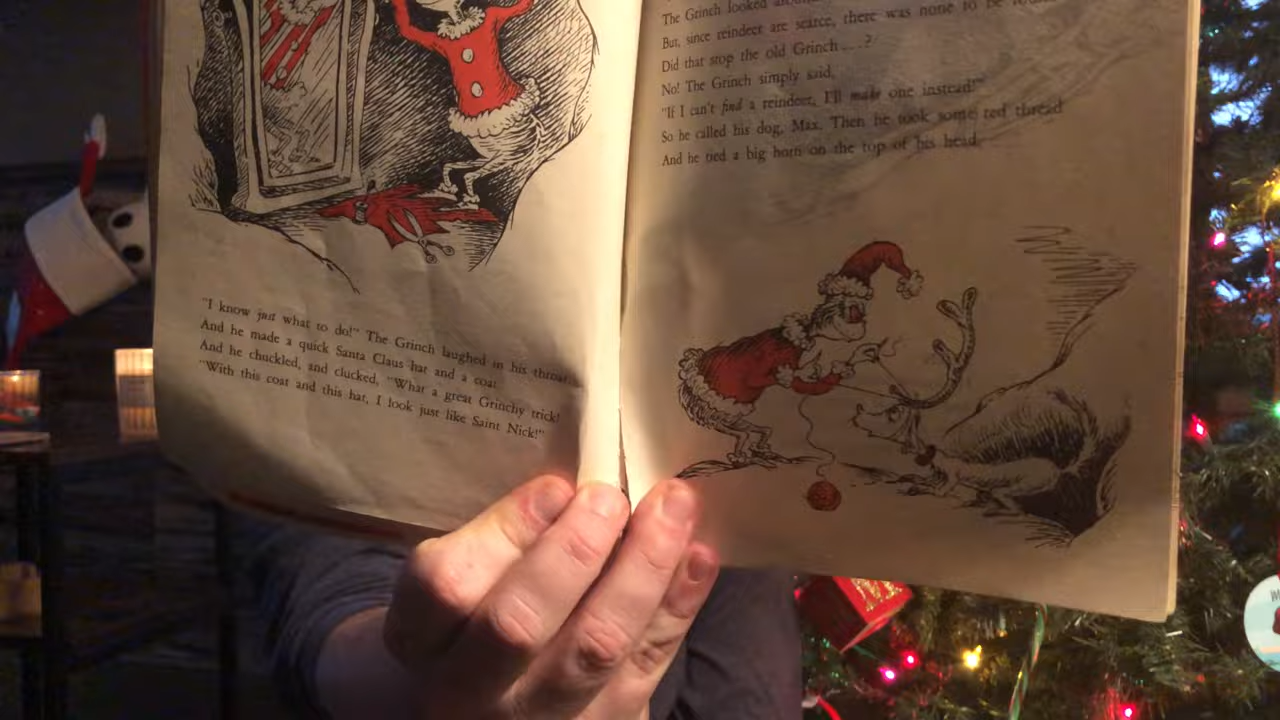 "I know just what to do!" The Grinch laughed in his throat.
And he made a quick Santa Claus hat and a coat.
And he chuckled, and clucked, "What a great Grinchy trick!
"With this coat and this hat, I look just like Saint Nick!"
The Grinch looked around
But, since reindeer are scarce, there was none to be
Did that stop the old Grinch...?
No! The Grinch simply said,
"If I can't find a reindeer, I'll make one instead!"
So he called his dog, Max. Then he took some red thread
And he tied a big horn on the top of his head.